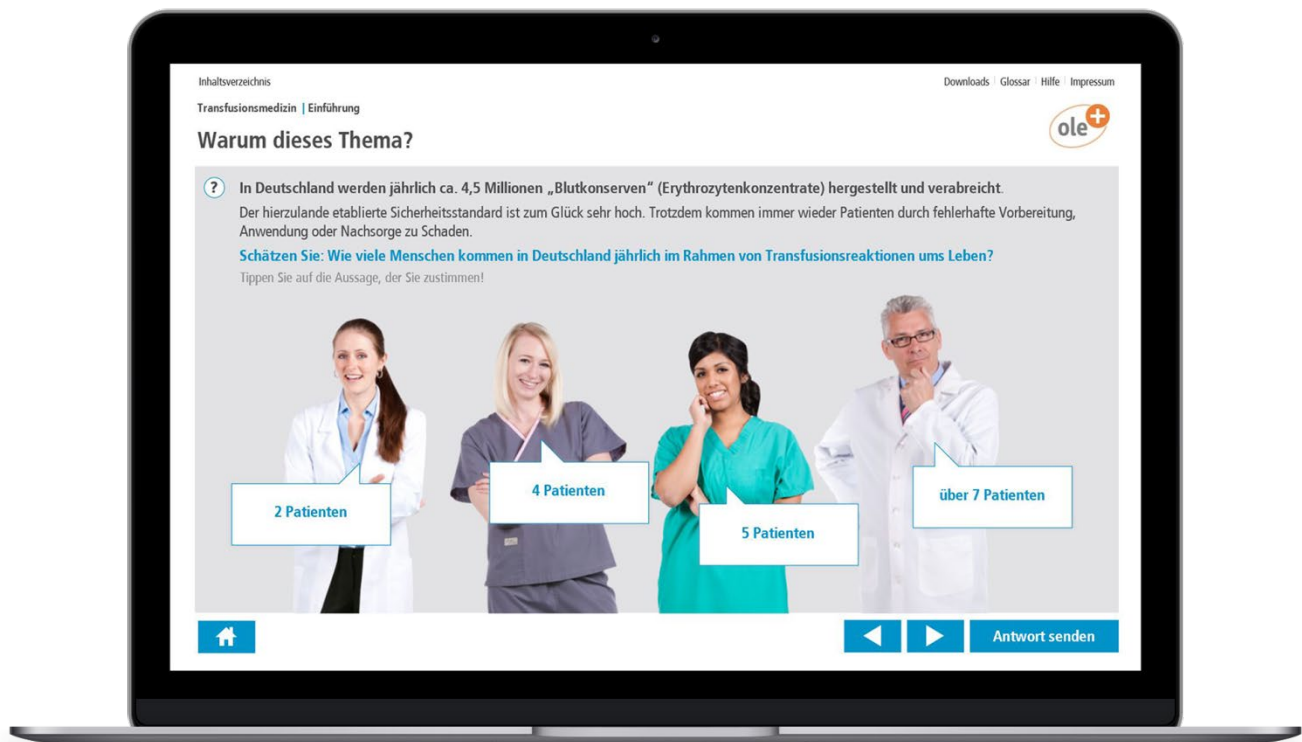 Inhaltsverzeichnis
Downloads | Glossar | Hilfe | Impressum
Transfusionsmedizin | Einführung
ole+
Warum dieses Thema?
? In Deutschland werden jährlich ca. 4,5 Millionen „Blutkonserven“ (Erythrozytenkonzentrate) hergestellt und verabreicht.
Der hierzulande etablierte Sicherheitsstandard ist zum Glück sehr hoch. Trotzdem kommen immer wieder Patienten durch fehlerhafte Vorbereitung,
Anwendung oder Nachsorge zu Schaden.
Schätzen Sie: Wie viele Menschen kommen in Deutschland jährlich im Rahmen von Transfusionsreaktionen ums Leben?
Tippen Sie auf die Aussage, der Sie zustimmen!
2 Patienten
4 Patienten
5 Patienten
über 7 Patienten
Antwort senden